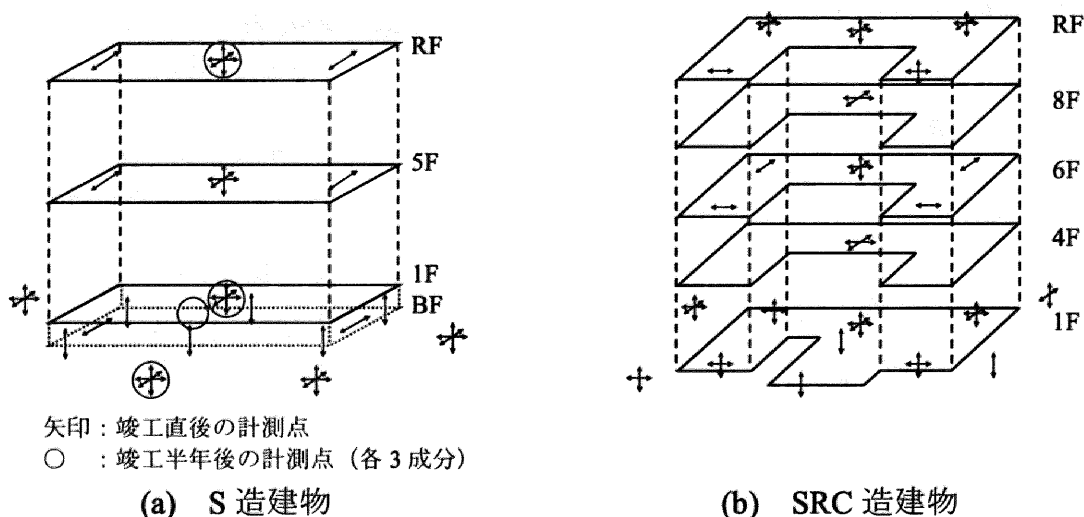 RF
5F
1F
BF
矢印：竣工直後の計測点
○　：竣工半年後の計測点（各3成分）
(a)　S 造建物
RF
8F
6F
4F
1F
(b)　SRC 造建物